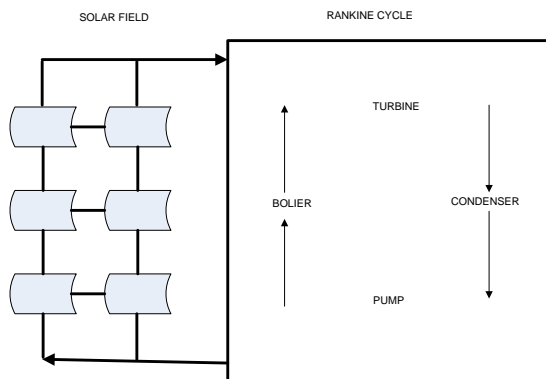 SOLAR FIELD
RANKINE CYCLE
TURBINE
BOLIER
CONDENSER
PUMP